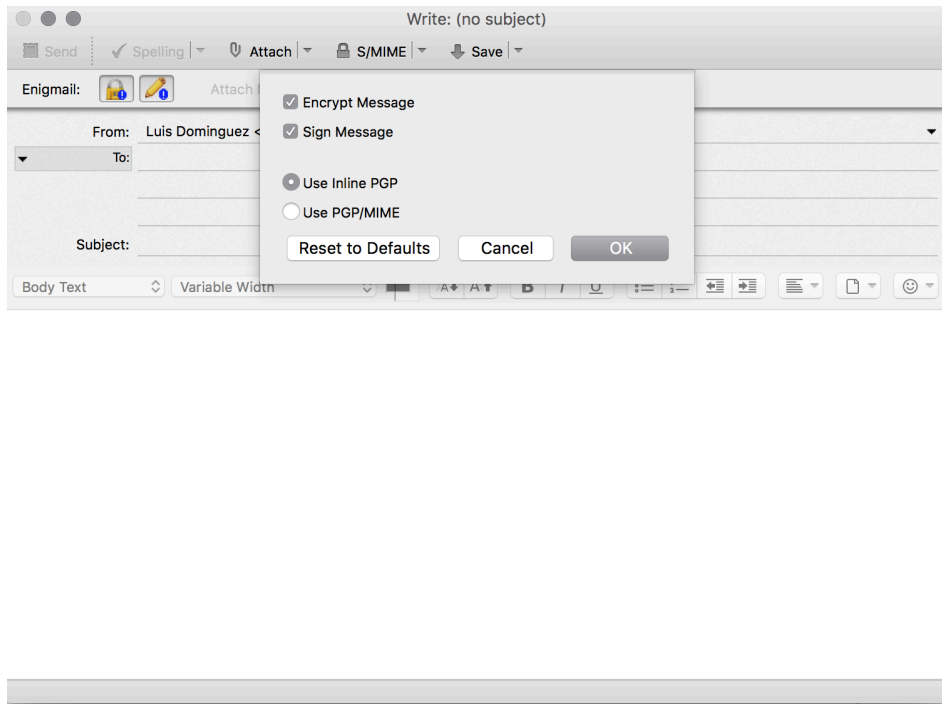 Write: (no subject)
Send Spelling Attach S/MIME Save
Enigmail: Attach
Encrypt Message
Sign Message
From: Luis Dominguez <
To:
Use Inline PGP
Use PGP/MIME
Subject:
Reset to Defaults Cancel OK
Body Text Variable Width A A B I U